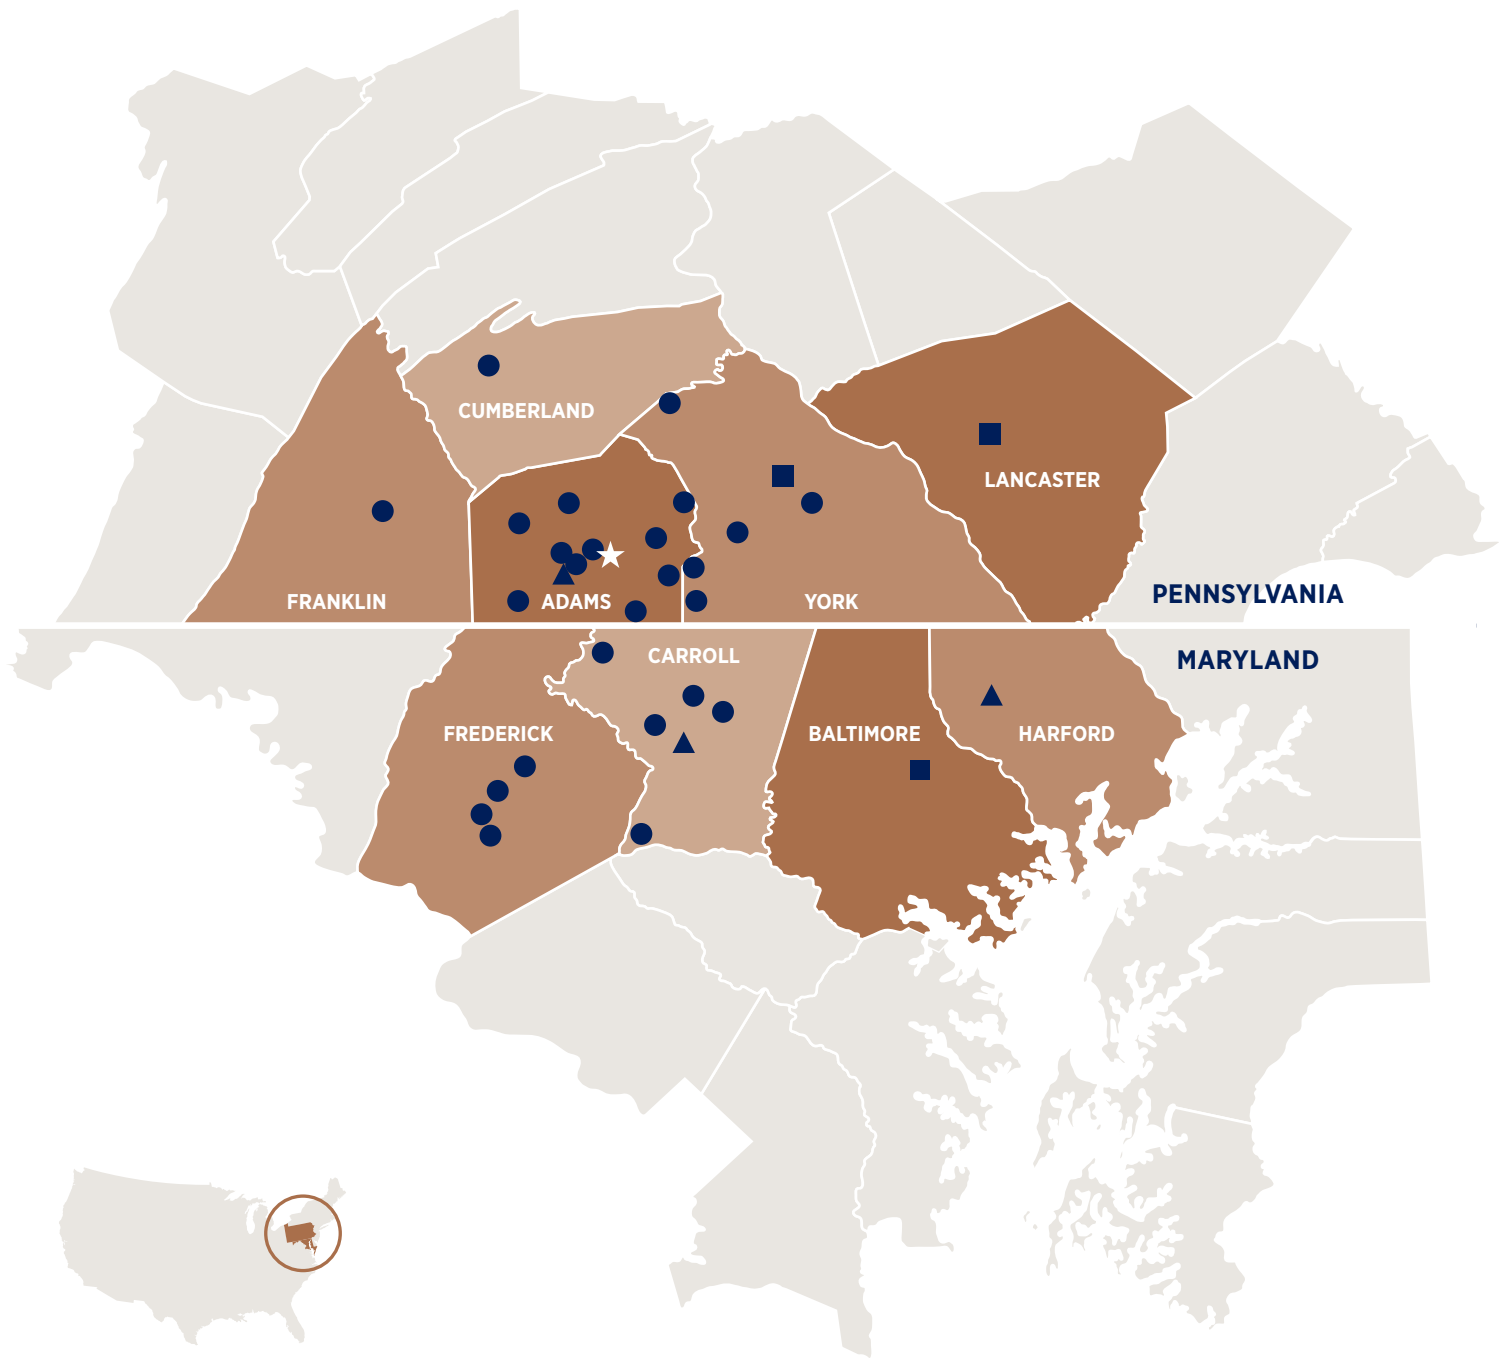 CUMBERLAND
LANCASTER
FRANKLIN
ADAMS
YORK
PENNSYLVANIA
CARROLL
MARYLAND
FREDERICK
BALTIMORE
HARFORD